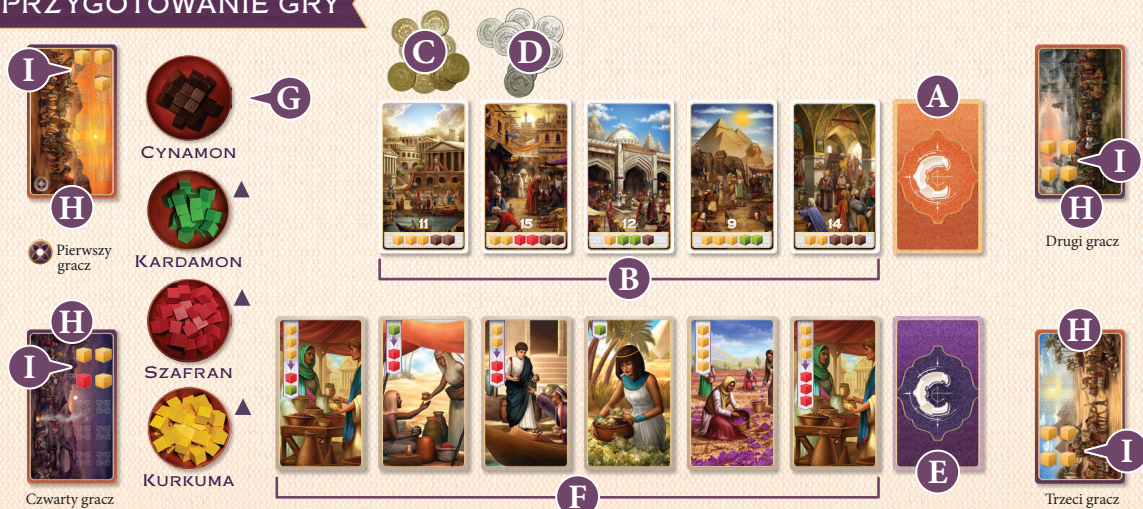 PRZYGOTOWANIE GRY
C
D
I
G
CYNAMON
H
Pierwszy
gracz
KARDAMON
H
I
SZAFRAN
KURKUMA
Czwarty gracz
11
15
12
9
14
A
B
E
F
I
H
Drugi gracz
H
I
Trzeci gracz